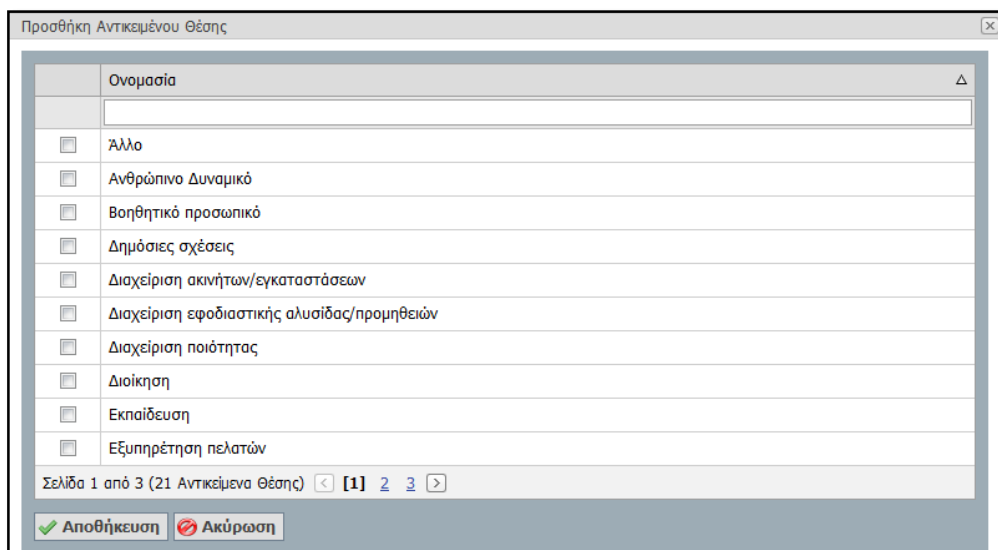 Προσθήκη Αντικειμένου Θέσης
Ονομασία
Άλλο
Ανθρώπινο Δυναμικό
Βοηθητικό προσωπικό
Δημόσιες σχέσεις
Διαχείριση ακινήτων/εγκαταστάσεων
Διαχείριση εφοδιαστικής αλυσίδας/προμηθειών
Διαχείριση ποιότητας
Διοίκηση
Εκπαίδευση
Εξυπηρέτηση πελατών
Σελίδα 1 από 3 (21 Αντικείμενα Θέσης) < [1] 2 3 >
Αποθήκευση Ακύρωση